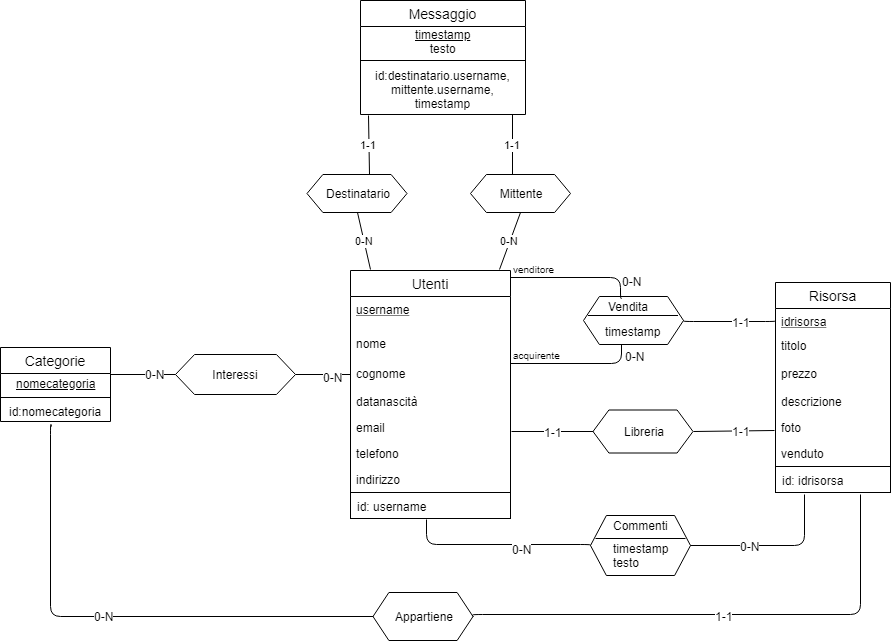 Messaggio
timestamp
testo
id:destinatario.username,
mittente.username,
timestamp
1-1
1-1
Destinatario
Mittente
0-N
0-N
Utenti
username
nome
cognome
datanascità
email
telefono
indirizzo
id: username
venditore
0-N
Vendita
timestamp
acquirente
0-N
1-1
Risorsa
idrisorsa
titolo
prezzo
descrizione
foto
venduto
id: idrisorsa
Categorie
nomecategoria
id:nomecategoria
0-N
Interessi
0-N
1-1
Libreria
1-1
0-N
Commenti
timestamp
testo
0-N
0-N
Appartiene
1-1